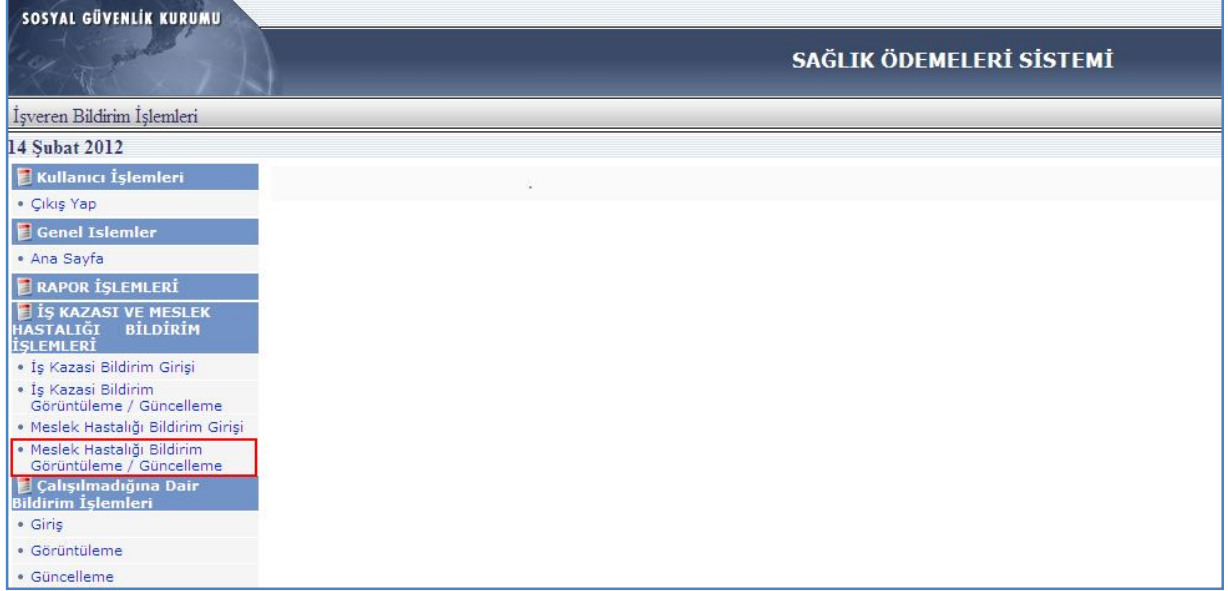 SOSYAL GÜVENLİK KURUMU
SAĞLIK ÖDEMELERİ SİSTEMİ
İşveren Bildirim İşlemleri
14 Şubat 2012
Kullanıcı İşlemleri
• Çıkış Yap
Genel Islemler
• Ana Sayfa
RAPOR İŞLEMLERİ
İŞ KAZASI VE MESLEK
HASTALIĞI BİLDİRİM
İŞLEMLERİ
• İş Kazasi Bildirim Girişi
• İş Kazasi Bildirim
Görüntüleme / Güncelleme
• Meslek Hastalığı Bildirim Girişi
• Meslek Hastalığı Bildirim
Görüntüleme / Güncelleme
Çalışılmadığına Dair
Bildirim İşlemleri
• Giriş
• Görüntüleme
• Güncelleme